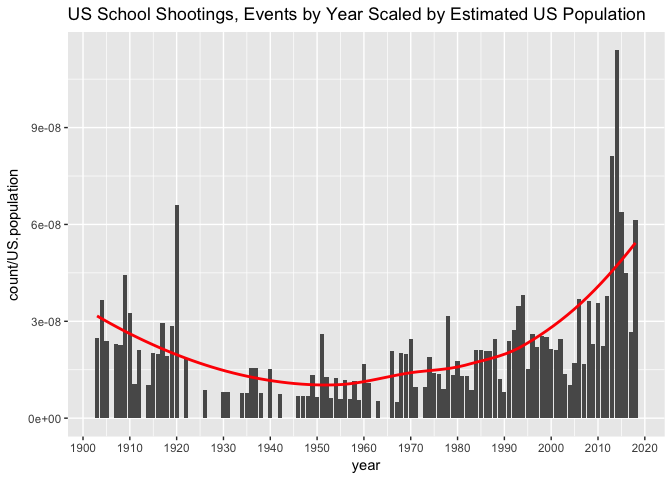 US School Shootings, Events by Year Scaled by Estimated US Population
count/US.population
9e-08
6e-08
3e-08
0e+00
1900 1910 1920 1930 1940 1950 1960 1970 1980 1990 2000 2010 2020
year